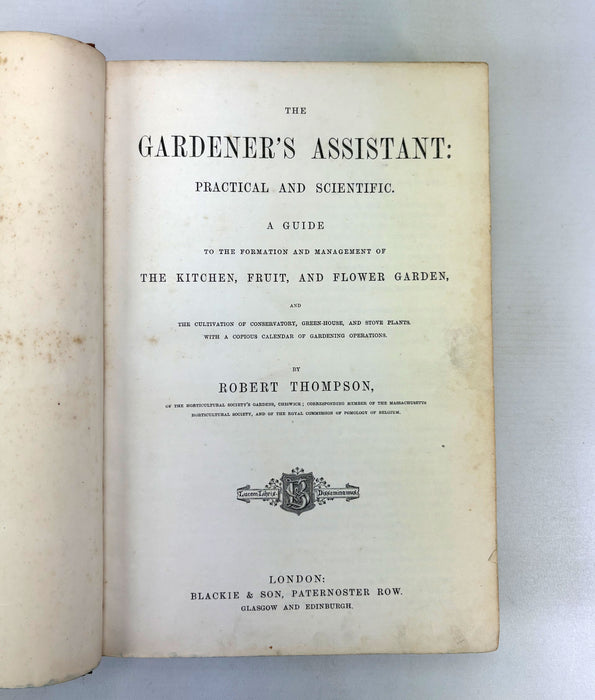 THE
GARDENER'S ASSISTANT:
PRACTICAL AND SCIENTIFIC.
A GUIDE
TO THE FORMATION AND MANAGEMENT OF
THE KITCHEN, FRUIT, AND FLOWER GARDEN,
AND
THE CULTIVATION OF CONSERVATORY, GREEN-HOUSE, AND STOVE PLANTS.
WITH A COPIOUS CALENDAR OF GARDENING OPERATIONS.
BY
ROBERT THOMPSON,
OF THE HORTICULTURAL SOCIETY'S GARDENS, CHISWICK; CORRESPONDING MEMBER OF THE MASSACHUSETTS
HORTICULTURAL SOCIETY, AND OF THE ROYAL COMMISSION OF POMOLOGY OF BELGIUM.
Lucem Libris Disseminamus
LONDON:
BLACKIE & SON, PATERNOSTER ROW.
GLASGOW AND EDINBURGH.